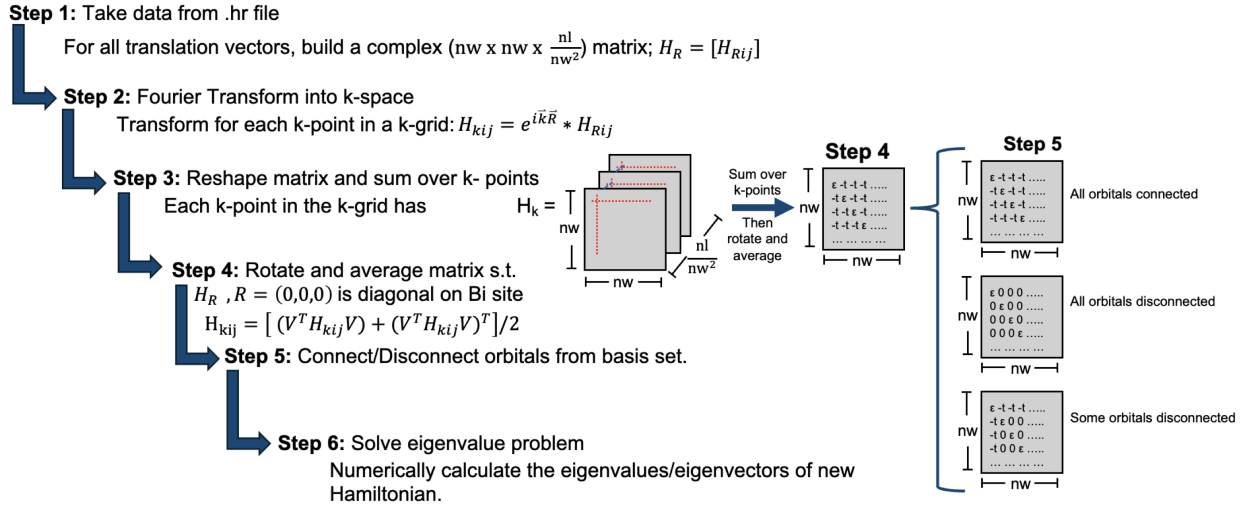 Step 1: Take data from .hr file
For all translation vectors, build a complex (nw x nw x nl/nw²) matrix; H_R = [H_Rij]
Step 2: Fourier Transform into k-space
Transform for each k-point in a k-grid: H_kij = e^{ik⃗R⃗} * H_Rij
Step 3: Reshape matrix and sum over k- points
Each k-point in the k-grid has
H_k =
nw
nw
nl/nw²
Sum over
k-points
Then
rotate and
average
Step 4
nw
ε -t -t -t .....
-t ε -t -t .....
-t -t ε -t .....
-t -t -t ε .....
... ... ... ...
nw
Step 4: Rotate and average matrix s.t.
H_R , R = (0,0,0) is diagonal on Bi site
H_kij = [ (V^T H_kij V) + (V^T H_kij V)^T]/2
Step 5: Connect/Disconnect orbitals from basis set.
Step 6: Solve eigenvalue problem
Numerically calculate the eigenvalues/eigenvectors of new
Hamiltonian.
Step 5
nw
ε -t -t -t .....
-t ε -t -t .....
-t -t ε -t .....
-t -t -t ε .....
... ... ... ...
nw
All orbitals connected
nw
ε 0 0 0 .....
0 ε 0 0 .....
0 0 ε 0 .....
0 0 0 ε .....
... ... ... ...
nw
All orbitals disconnected
nw
ε -t -t -t .....
-t ε 0 0 .....
-t 0 ε 0 .....
-t 0 0 ε .....
... ... ... ...
nw
Some orbitals disconnected